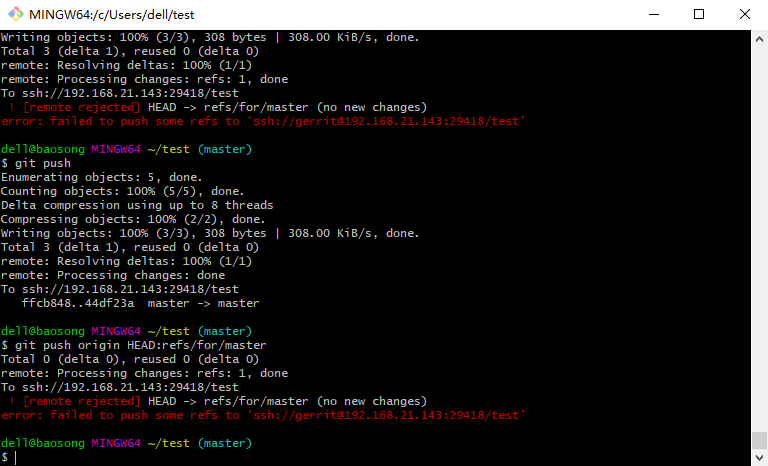 MINGW64:/c/Users/dell/test
Writing objects: 100% (3/3), 308 bytes | 308.00 KiB/s, done.
Total 3 (delta 1), reused 0 (delta 0)
remote: Resolving deltas: 100% (1/1)
remote: Processing changes: refs: 1, done
To ssh://192.168.21.143:29418/test
 ! [remote rejected] HEAD -> refs/for/master (no new changes)
error: failed to push some refs to 'ssh://gerrit@192.168.21.143:29418/test'
dell@baosong MINGW64 ~/test (master)
$ git push
Enumerating objects: 5, done.
Counting objects: 100% (5/5), done.
Delta compression using up to 8 threads
Compressing objects: 100% (2/2), done.
Writing objects: 100% (3/3), 308 bytes | 308.00 KiB/s, done.
Total 3 (delta 1), reused 0 (delta 0)
remote: Resolving deltas: 100% (1/1)
remote: Processing changes: done
To ssh://192.168.21.143:29418/test
   ffcb848..44df23a  master -> master
dell@baosong MINGW64 ~/test (master)
$ git push origin HEAD:refs/for/master
Total 0 (delta 0), reused 0 (delta 0)
remote: Processing changes: refs: 1, done
To ssh://192.168.21.143:29418/test
 ! [remote rejected] HEAD -> refs/for/master (no new changes)
error: failed to push some refs to 'ssh://gerrit@192.168.21.143:29418/test'
dell@baosong MINGW64 ~/test (master)
$